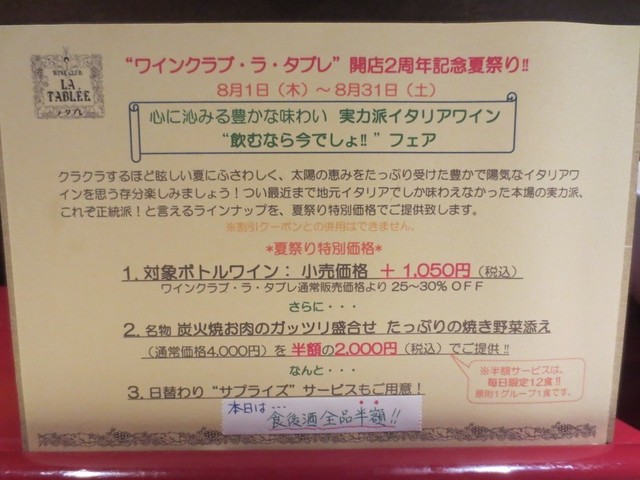 WINE CLUB
LA
TABLÉE
ラ・タブレ
“ワインクラブ・ラ・タブレ”開店2周年記念夏祭り!!
8月1日（木）～8月31日（土）
心に沁みる豊かな味わい 実力派イタリアワイン
“飲むなら今でしょ!!”フェア
クラクラするほど眩しい夏にふさわしく、太陽の恵みをたっぷり受けた豊かで陽気なイタリアワ
インを思う存分楽しみましょう！つい最近まで地元イタリアでしか味わえなかった本場の実力派、
これぞ正統派！と言えるラインナップを、夏祭り特別価格でご提供致します。
※割引クーポンとの併用はできません。
*夏祭り特別価格*
1. 対象ボトルワイン： 小売価格 ＋1,050円（税込）
ワインクラブ・ラ・タブレ通常販売価格より 25～30％ＯＦＦ
さらに・・・
2. 名物 炭火焼お肉のガッツリ盛合せ たっぷりの焼き野菜添え
（通常価格4,000円）を 半額の2,000円（税込）でご提供!!
※半額サービスは、
毎日限定12食!!
原則1グループ1食です。
なんと・・・
3. 日替わり“サプライズ”サービスもご用意！
本日は…
食後酒全品半額!!